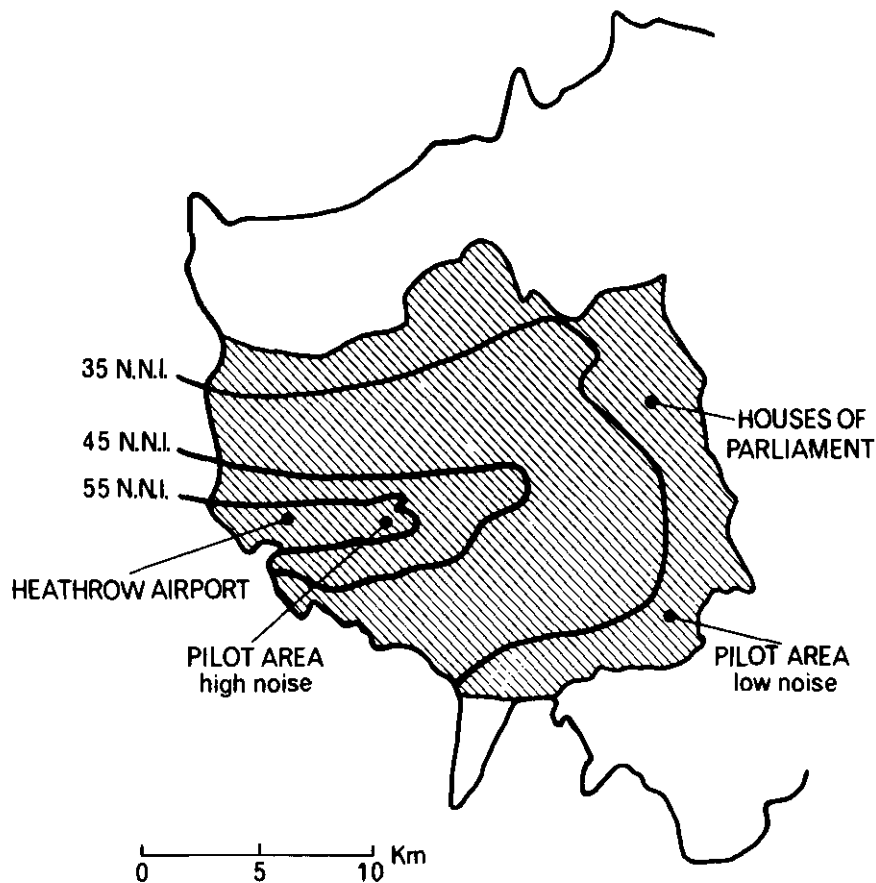 35 N.N.I.
45 N.N.I.
55 N.N.I.
HOUSES OF
PARLIAMENT
HEATHROW AIRPORT
PILOT AREA
high noise
PILOT AREA
low noise
0 5 10 Km